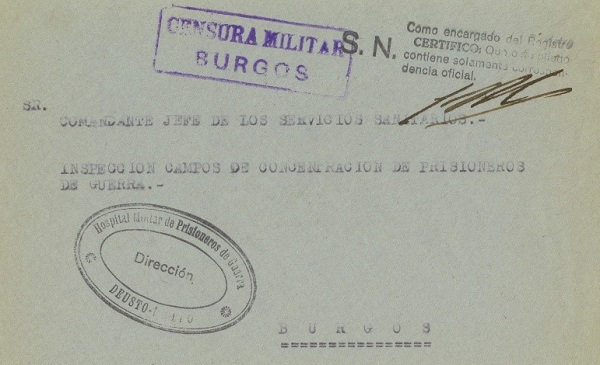 CENSURA MILITAR
BURGOS
S. N.
Como encargado del Registro
CERTIFICO: Que
contiene solamente
dencia oficial.
SR.
COMANDANTE JEFE DE LOS SERVICIOS SANITARIOS.-
INSPECCION CAMPOS DE CONCENTRACION DE PRISIONEROS
DE GUERRA.-
Hospital Militar de Prisioneros de Guerra
Dirección
DEUSTO-
BURGOS